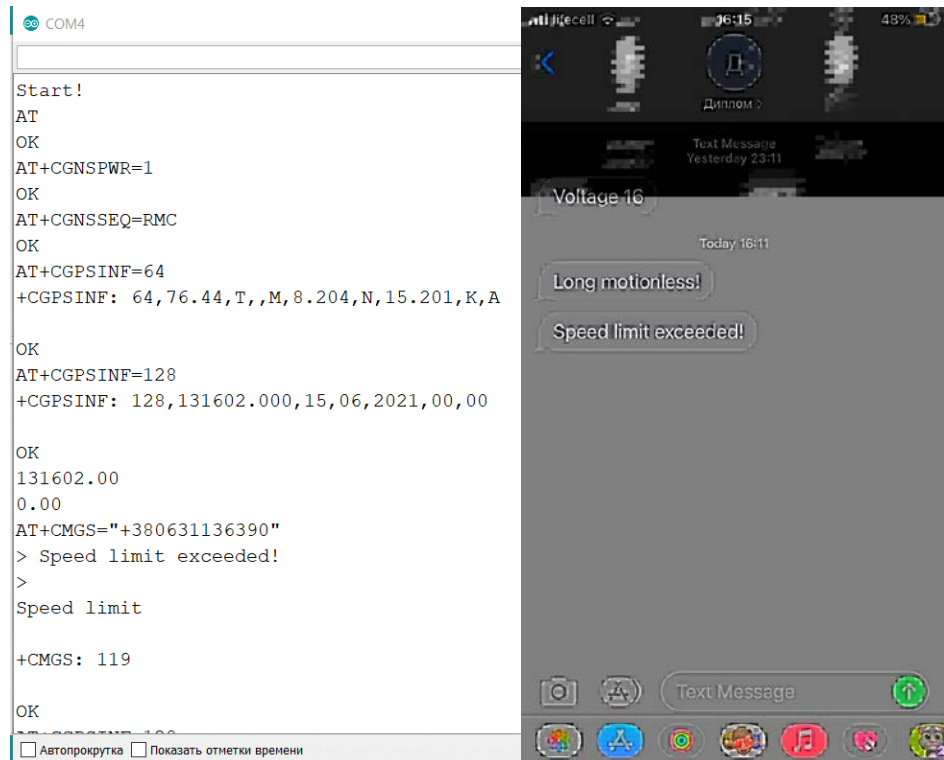 COM4
Start!
AT
OK
AT+CGNSPWR=1
OK
AT+CGNSSEQ=RMC
OK
AT+CGPSINF=64
+CGPSINF: 64,76.44,T,,M,8.204,N,15.201,K,A
OK
AT+CGPSINF=128
+CGPSINF: 128,131602.000,15,06,2021,00,00
OK
131602.00
0.00
AT+CMGS="+380631136390"
> Speed limit exceeded!
>
Speed limit
+CMGS: 119
OK
Автопрокрутка Показать отметки времени
lifecell 16:15 48%
Д
Диплом >
Text Message
Yesterday 23:11
Voltage 16
Today 16:11
Long motionless!
Speed limit exceeded!
Text Message